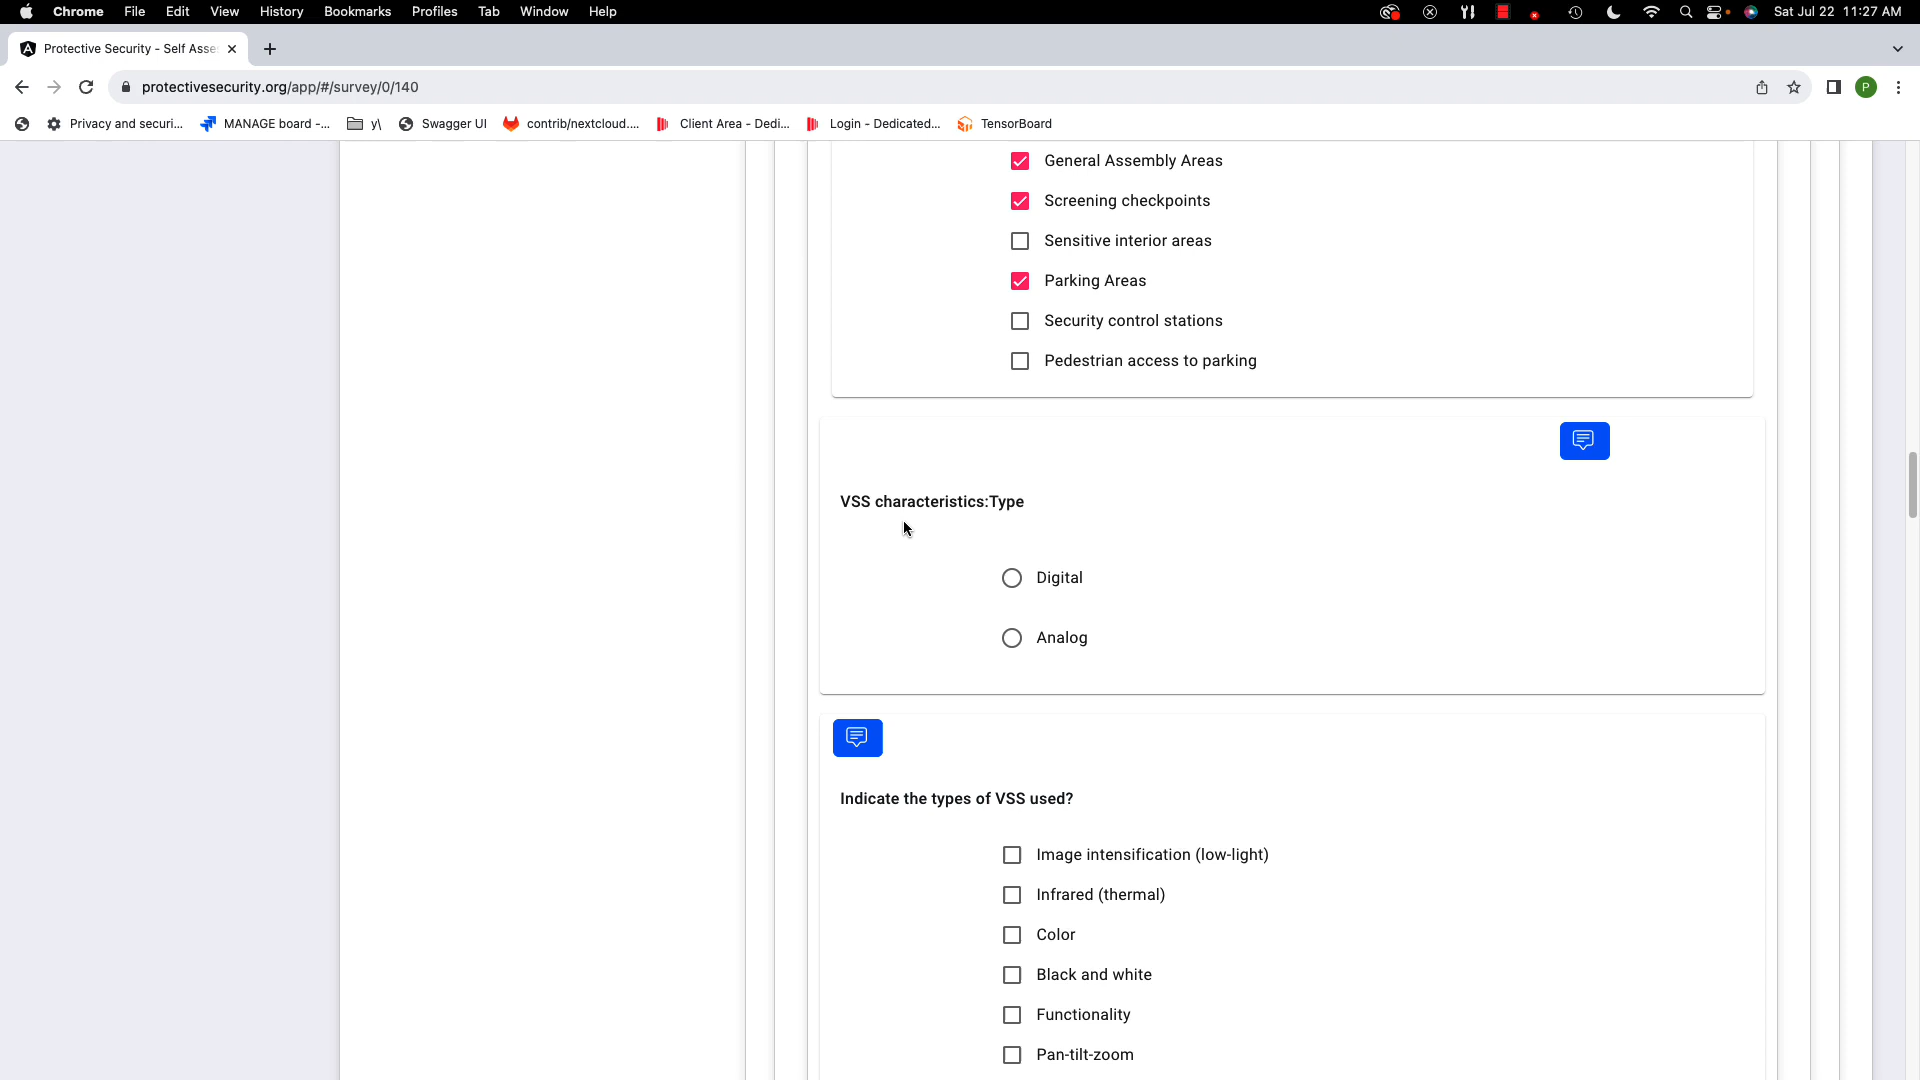 Chrome File Edit View History Bookmarks Profiles Tab Window Help Sat Jul 22 11:27 AM
Protective Security - Self Asse
protectivesecurity.org/app/#/survey/0/140 P
Privacy and securi... MANAGE board -... y\ Swagger UI contrib/nextcloud.... Client Area - Dedi... Login - Dedicated... TensorBoard
General Assembly Areas
Screening checkpoints
Sensitive interior areas
Parking Areas
Security control stations
Pedestrian access to parking
VSS characteristics:Type
Digital
Analog
Indicate the types of VSS used?
Image intensification (low-light)
Infrared (thermal)
Color
Black and white
Functionality
Pan-tilt-zoom